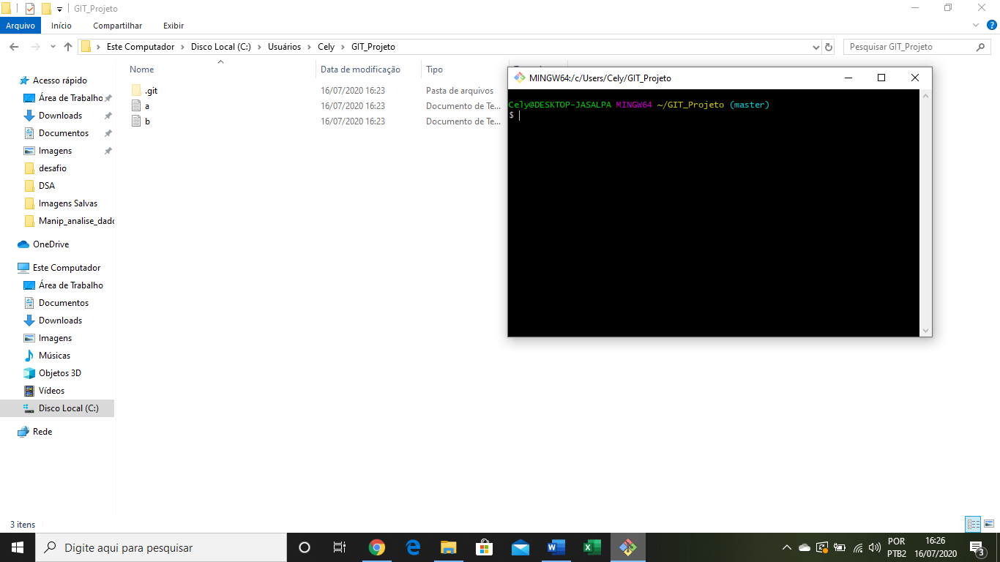 GIT_Projeto
Arquivo Início Compartilhar Exibir
Este Computador Disco Local (C:) Usuários Cely GIT_Projeto
Pesquisar GIT_Projeto
Nome Data de modificação Tipo
.git 16/07/2020 16:23 Pasta de arquivos
a 16/07/2020 16:23 Documento de Te...
b 16/07/2020 16:23 Documento de Te...
Acesso rápido
Área de Trabalho
Downloads
Documentos
Imagens
desafio
DSA
Imagens Salvas
Manip_analise_dado
OneDrive
Este Computador
Área de Trabalho
Documentos
Downloads
Imagens
Músicas
Objetos 3D
Vídeos
Disco Local (C:)
Rede
3 itens
MINGW64:/c/Users/Cely/GIT_Projeto
Cely@DESKTOP-JASALPA MINGW64 ~/GIT_Projeto (master)
$
Digite aqui para pesquisar
POR
PTB2
16:26
16/07/2020
3